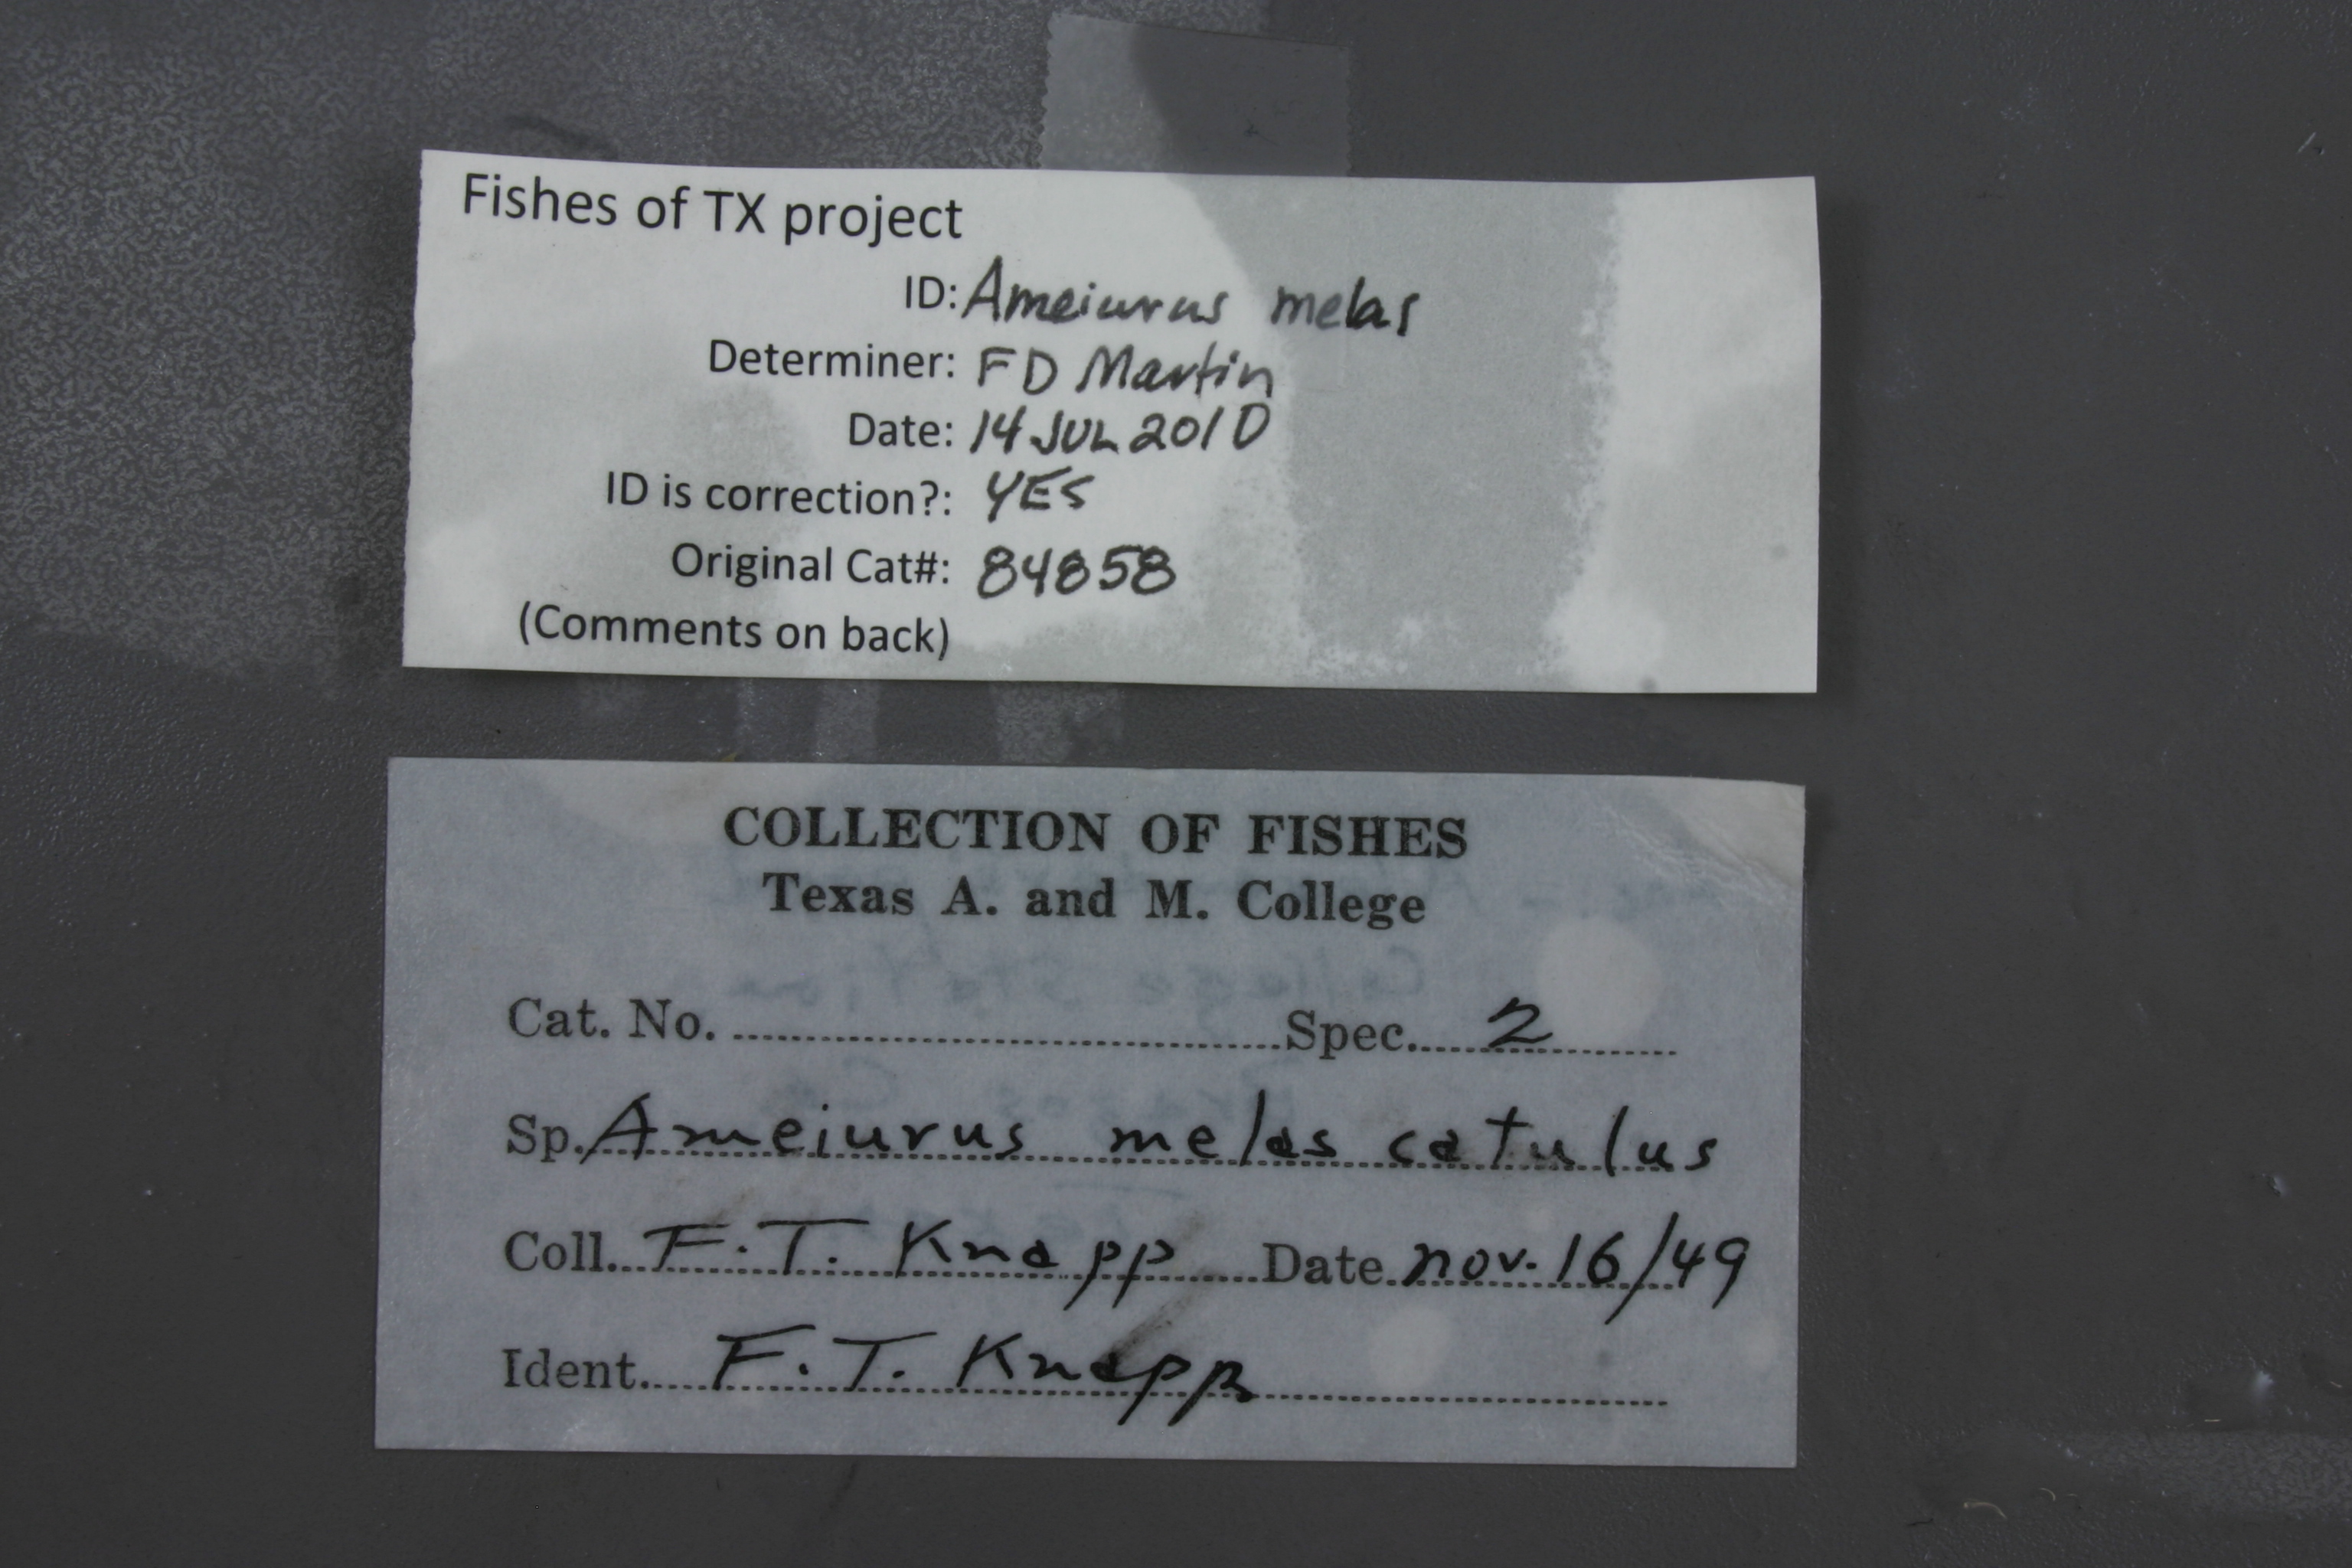 Fishes of TX project
ID: Ameiurus melas
Determiner: FD Martin
Date: 14 JUL 2010
ID is correction?: YES
Original Cat#: 84858
(Comments on back)
COLLECTION OF FISHES
Texas A. and M. College
Cat. No. Spec. 2
Sp. Ameiurus melas catulus
Coll. F. T. Knapp Date nov. 16/49
Ident. F. T. Knapp